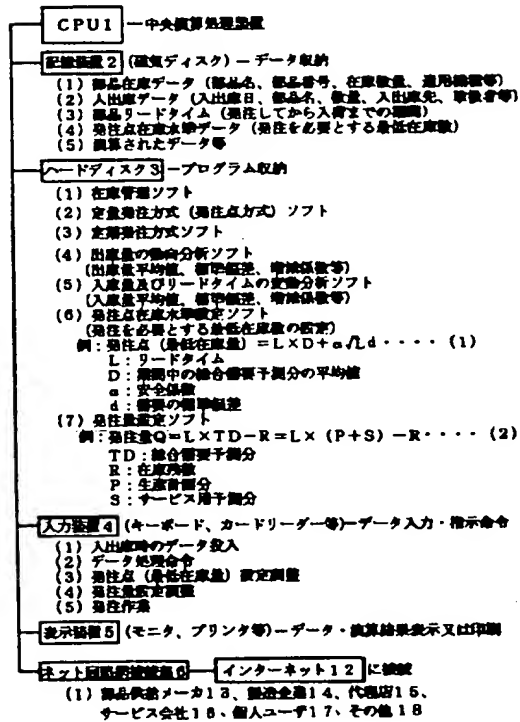 CPU1 ー中央演算処理装置
記憶装置2 (磁気ディスク) ーデータ収納
(1) 部品在庫データ (部品名、部品番号、在庫数量、適用機種等)
(2) 入出庫データ (入出庫日、部品名、数量、入出庫先、取扱者等)
(3) 部品リードタイム (発注してから入荷までの期間)
(4) 発注点在庫水準データ (発注を必要とする最低在庫数)
(5) 演算されたデータ等
ハードディスク3 ープログラム収納
(1) 在庫管理ソフト
(2) 定量発注方式 (発注点方式) ソフト
(3) 定期発注方式ソフト
(4) 出庫量の傾向分析ソフト
(出庫量平均値、標準偏差、増減係数等)
(5) 入庫量及びリードタイムの変動分析ソフト
(入庫量平均値、標準偏差、増減係数等)
(6) 発注点在庫水準設定ソフト
(発注を必要とする最低在庫数の設定)
例:発注点 (最低在庫量) =L×D+α√Ld・・・・ (1)
L:リードタイム
D:期間中の総合需要予測分の平均値
α:安全係数
d:需要の標準偏差
(7) 発注量設定ソフト
例:発注量Q=L×TD-R=L× (P+S) -R・・・・ (2)
TD:総合需要予測分
R:在庫残数
P:生産計画分
S:サービス用予測分
入力装置4 (キーボード、カードリーダー等)ーデータ入力・指示命令
(1) 入出庫時のデータ投入
(2) データ処理命令
(3) 発注点 (最低在庫量) 設定調整
(4) 発注量設定調整
(5) 発注作業
表示装置5 (モニタ、プリンタ等) ーデータ・演算結果表示又は印刷
ネット回路網接続器6 インターネット12 に接続
(1) 部品供給メーカ13、製造企業14、代理店15、
サービス会社16、個人ユーザ17、その他18